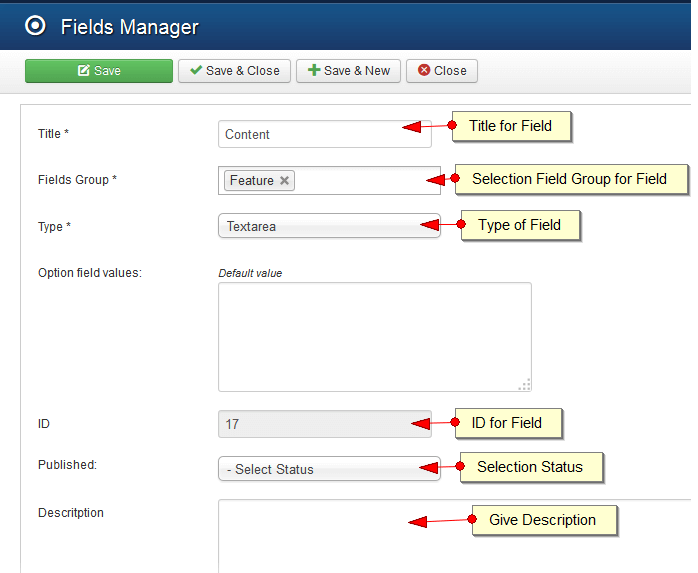 Fields Manager
Save Save & Close Save & New Close
Title * Content Title for Field
Fields Group * Feature Selection Field Group for Field
Type * Textarea Type of Field
Option field values: Default value
ID 17 ID for Field
Published: - Select Status Selection Status
Descritption Give Description